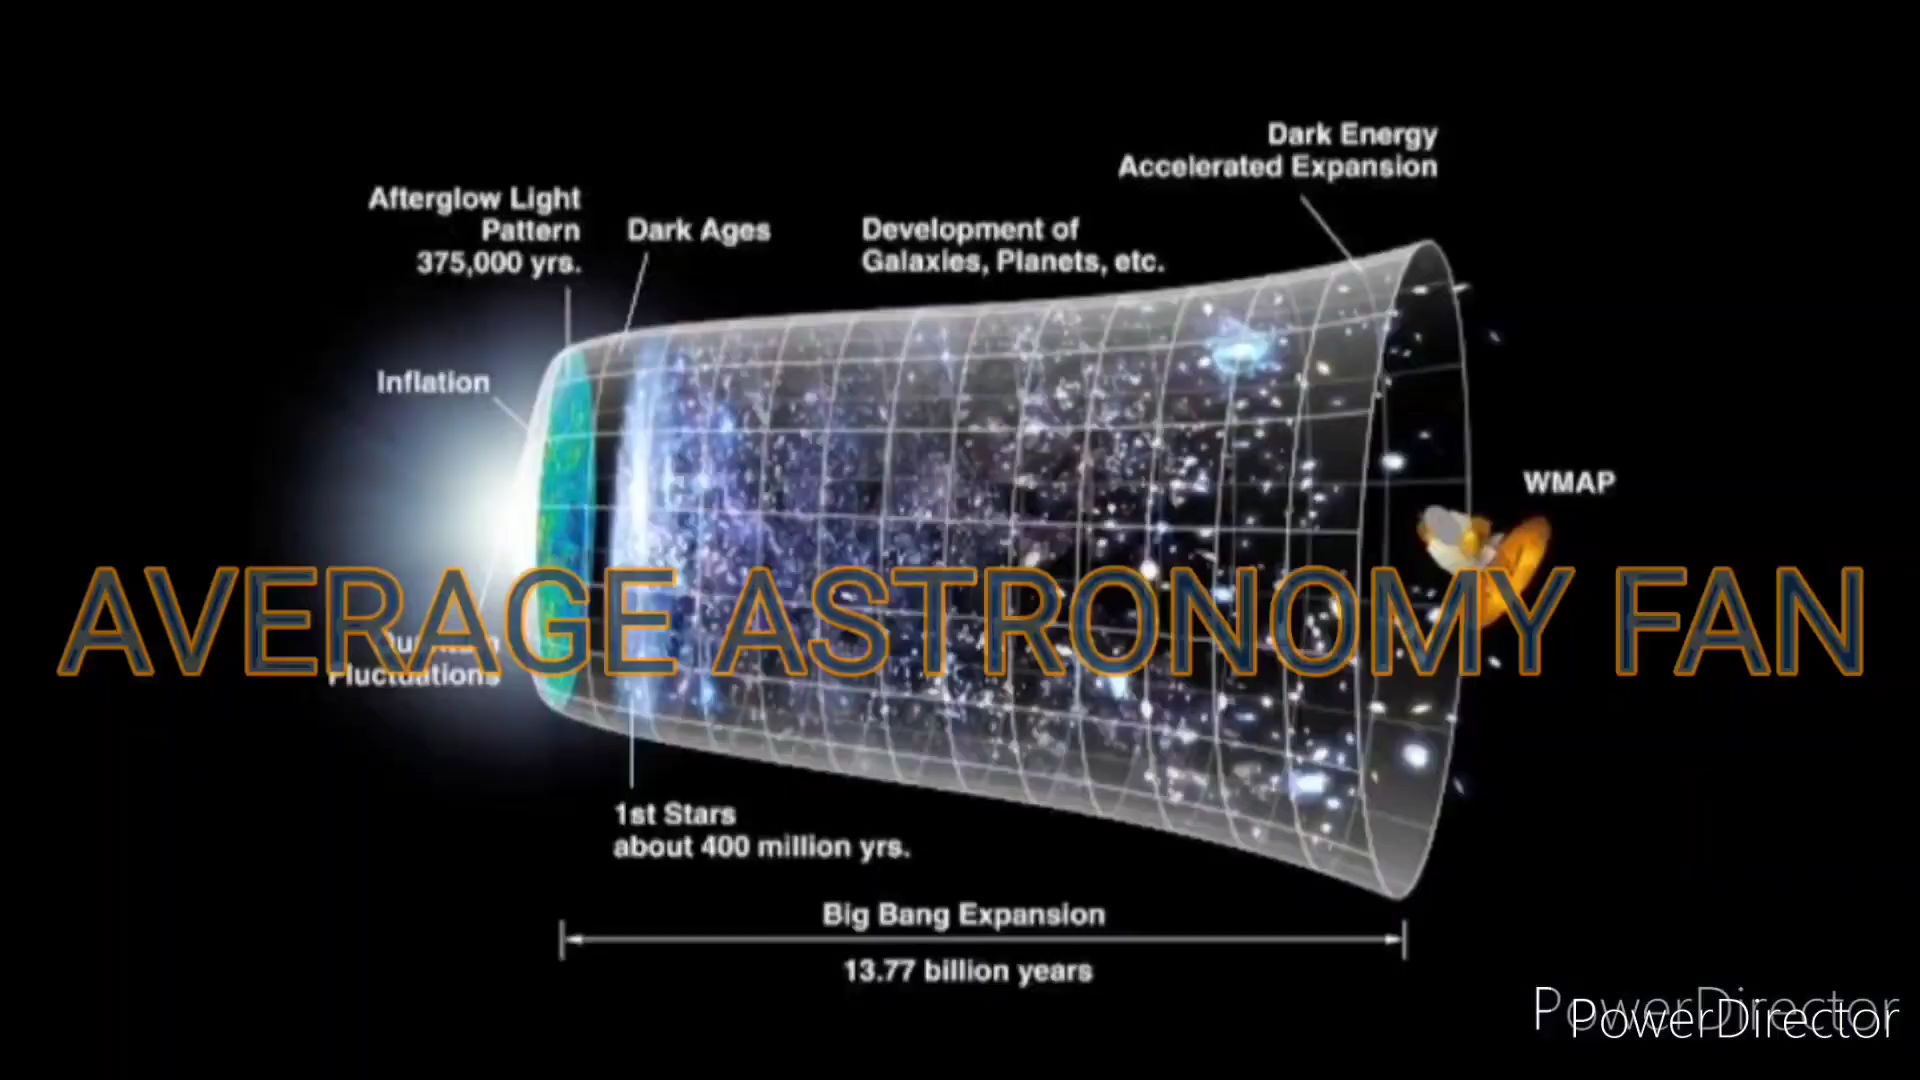 Dark Energy
Accelerated Expansion
Afterglow Light
Pattern
375,000 yrs.
Dark Ages
Development of
Galaxies, Planets, etc.
Inflation
WMAP
AVERAGE ASTRONOMY FAN
Fluctuations
1st Stars
about 400 million yrs.
Big Bang Expansion
13.77 billion years
PowerDirector
PowerDirector